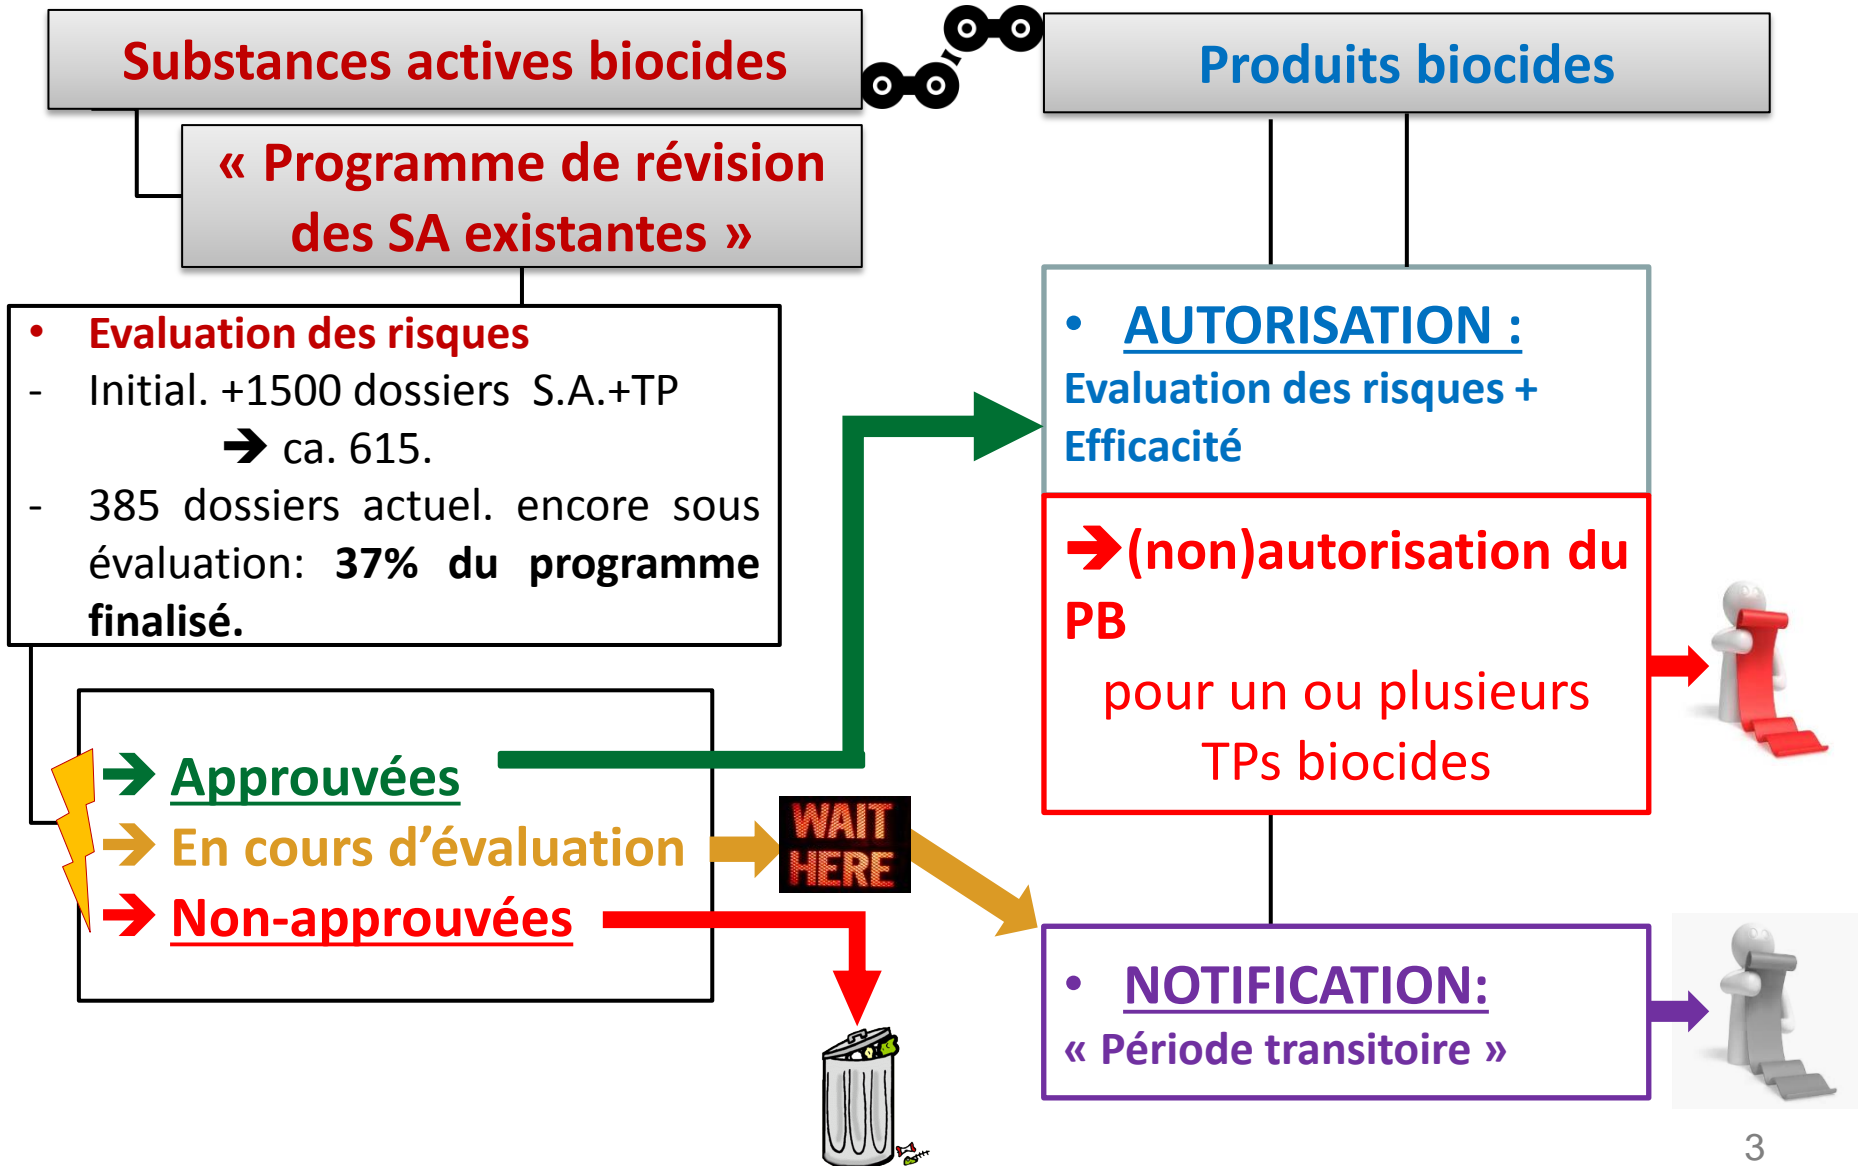 Substances actives biocides
Produits biocides
« Programme de révision
des SA existantes »
• Evaluation des risques
- Initial. +1500 dossiers S.A.+TP
➔ ca. 615.
- 385 dossiers actuel. encore sous
évaluation: 37% du programme
finalisé.
➔ Approuvées
➔ En cours d’évaluation
➔ Non-approuvées
WAIT
HERE
• AUTORISATION :
Evaluation des risques +
Efficacité
➔(non)autorisation du
PB
pour un ou plusieurs
TPs biocides
• NOTIFICATION:
« Période transitoire »
3